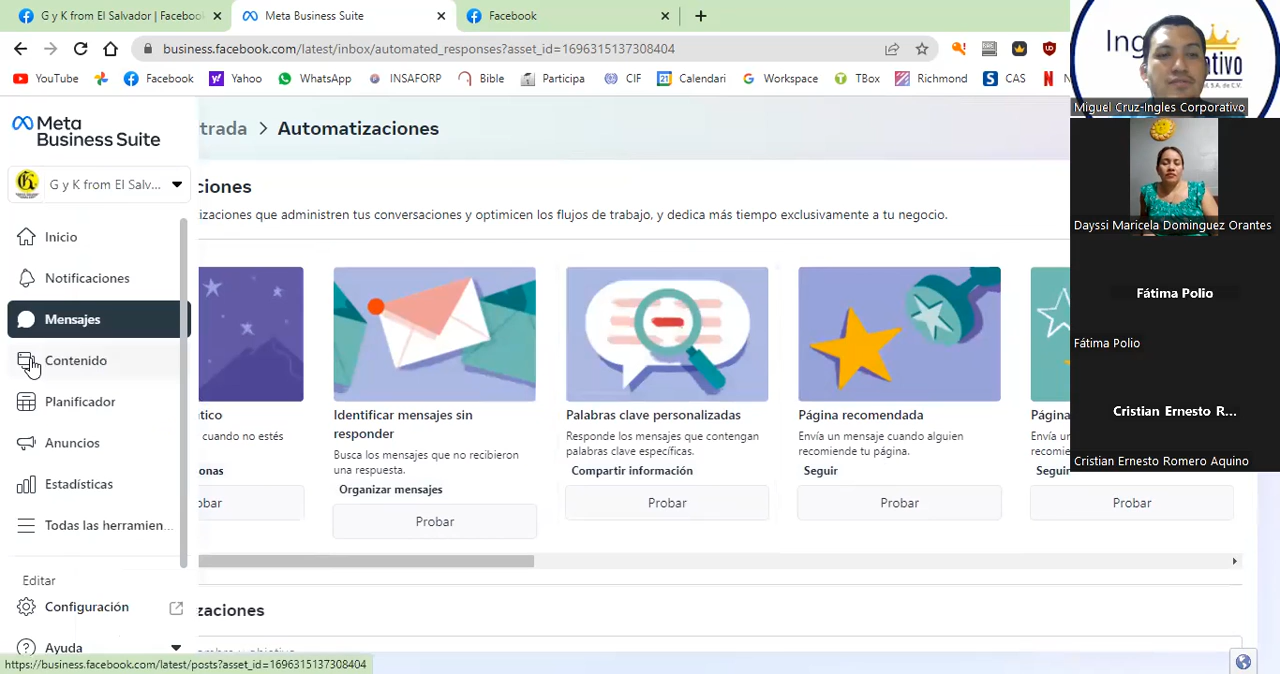 G y K from El Salvador | Facebook
Meta Business Suite
Facebook
business.facebook.com/latest/inbox/automated_responses?asset_id=1696315137308404
YouTube
Facebook
Yahoo
WhatsApp
INSAFORP
Bible
Participa
CIF
Calendari
Workspace
TBox
Richmond
CAS
Meta
Business Suite
trada > Automatizaciones
G y K from El Salv...
ciones
Inicio
izaciones que administren tus conversaciones y optimicen los flujos de trabajo, y dedica más tiempo exclusivamente a tu negocio.
Notificaciones
Mensajes
Contenido
Planificador
Anuncios
Estadísticas
Todas las herramien...
Editar
Configuración
Ayuda
tico
cuando no estés
onas
obar
Identificar mensajes sin
responder
Busca los mensajes que no recibieron
una respuesta.
Organizar mensajes
Probar
Palabras clave personalizadas
Responde los mensajes que contengan
palabras clave específicas.
Compartir información
Probar
Página recomendada
Envía un mensaje cuando alguien
recomiende tu página.
Seguir
Probar
Página
Envía un
recomie
Seguir
Probar
zaciones
https://business.facebook.com/latest/posts?asset_id=1696315137308404
Miguel Cruz-Ingles Corporativo
Dayssi Maricela Dominguez Orantes
Fátima Polio
Fátima Polio
Cristian Ernesto R...
Cristian Ernesto Romero Aquino